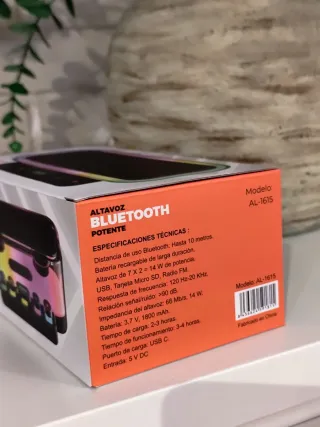 ALTAVOZ
BLUETOOTH
POTENTE
Modelo:
AL-1615
ESPECIFICACIONES TÉCNICAS :
Distancia de uso Bluetooth, Hasta 10 metros.
Batería recargable de larga duración.
Altavoz de 7 X 2 = 14 W de potencia.
USB, Tarjeta Micro SD, Radio FM.
Respuesta de frecuencia: 120 Hz-20 KHz.
Relación señal/ruido: >90 dB.
Impedancia del altavoz: 68 Mb/s, 14 W.
Batería: 3,7 V, 1800 mAh.
Tiempo de carga: 2-3 horas.
Tiempo de funcionamiento: 3-4 horas.
Puerto de carga: USB C.
Entrada: 5 V DC
Modelo: AL-1615
Fabricado en China